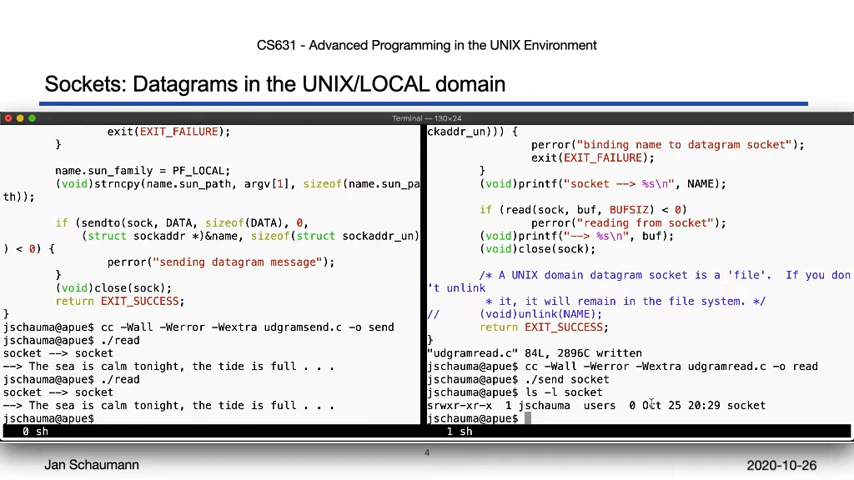 CS631 - Advanced Programming in the UNIX Environment
Sockets: Datagrams in the UNIX/LOCAL domain
Terminal — 130×24
exit(EXIT_FAILURE);
}
name.sun_family = PF_LOCAL;
(void)strncpy(name.sun_path, argv[1], sizeof(name.sun_pa
th));
if (sendto(sock, DATA, sizeof(DATA), 0,
(struct sockaddr *)&name, sizeof(struct sockaddr_un)
) < 0) {
perror("sending datagram message");
}
(void)close(sock);
return EXIT_SUCCESS;
}
jschauma@apue$ cc -Wall -Werror -Wextra udgramsend.c -o send
jschauma@apue$ ./read
socket --> socket
--> The sea is calm tonight, the tide is full . . .
jschauma@apue$ ./read
socket --> socket
--> The sea is calm tonight, the tide is full . . .
jschauma@apue$
0 sh
ckaddr_un))) {
perror("binding name to datagram socket");
exit(EXIT_FAILURE);
}
(void)printf("socket --> %s\n", NAME);
if (read(sock, buf, BUFSIZ) < 0)
perror("reading from socket");
(void)printf("--> %s\n", buf);
(void)close(sock);
/* A UNIX domain datagram socket is a 'file'.  If you don
't unlink
* it, it will remain in the file system. */
//      (void)unlink(NAME);
return EXIT_SUCCESS;
}
"udgramread.c" 84L, 2896C written
jschauma@apue$ cc -Wall -Werror -Wextra udgramread.c -o read
jschauma@apue$ ./send socket
jschauma@apue$ ls -l socket
srwxr-xr-x  1 jschauma  users  0 Oct 25 20:29 socket
jschauma@apue$
1 sh
4
Jan Schaumann
2020-10-26